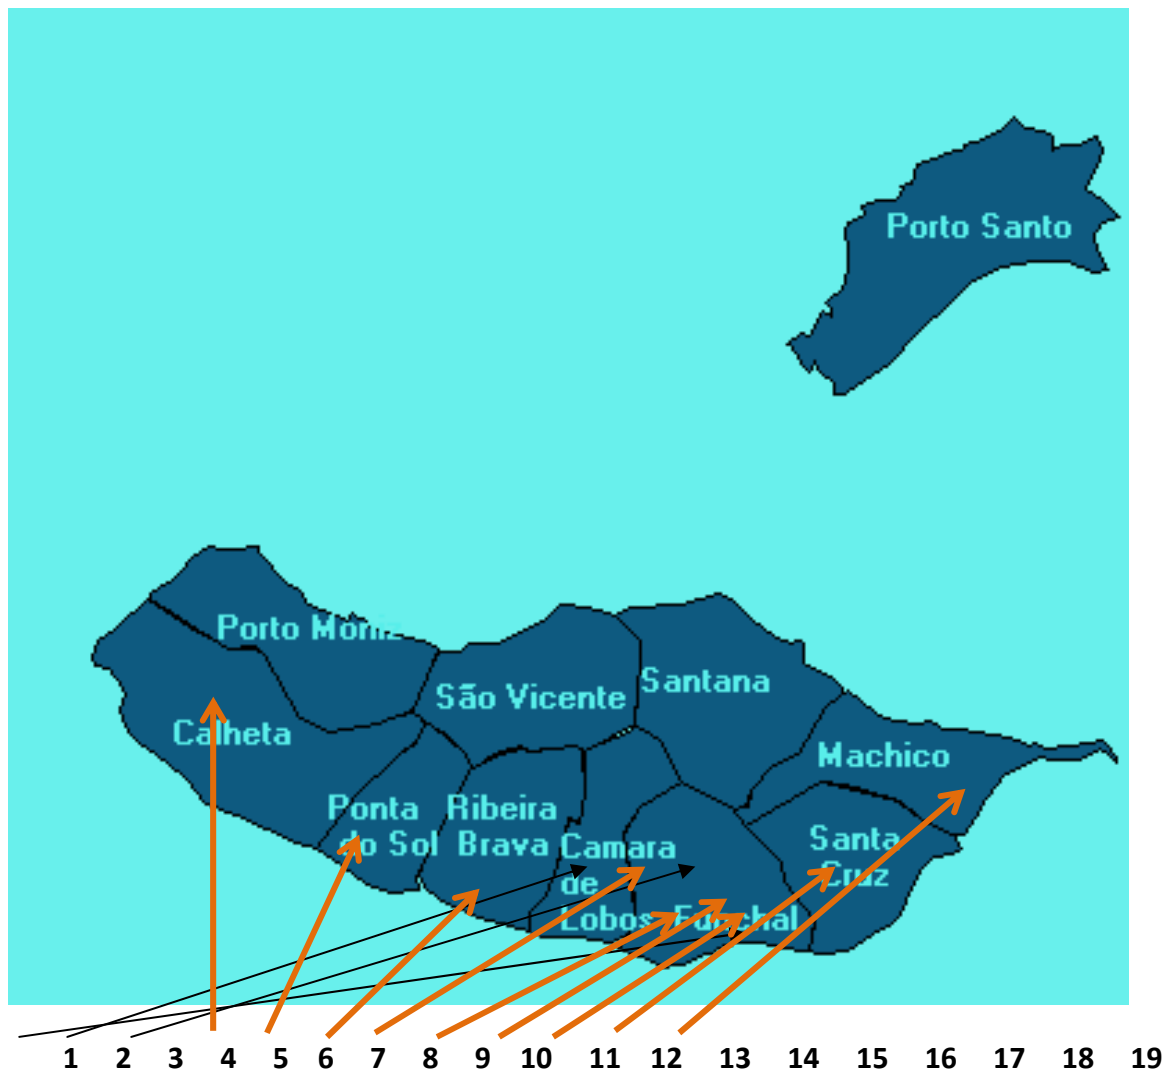 Porto Santo
Porto Moniz
São Vicente
Santana
Calheta
Machico
Ponta
do Sol
Ribeira
Brava
Camara
de
Lobos
Funchal
Santa
Cruz
1 2 3 4 5 6 7 8 9 10 11 12 13 14 15 16 17 18 19